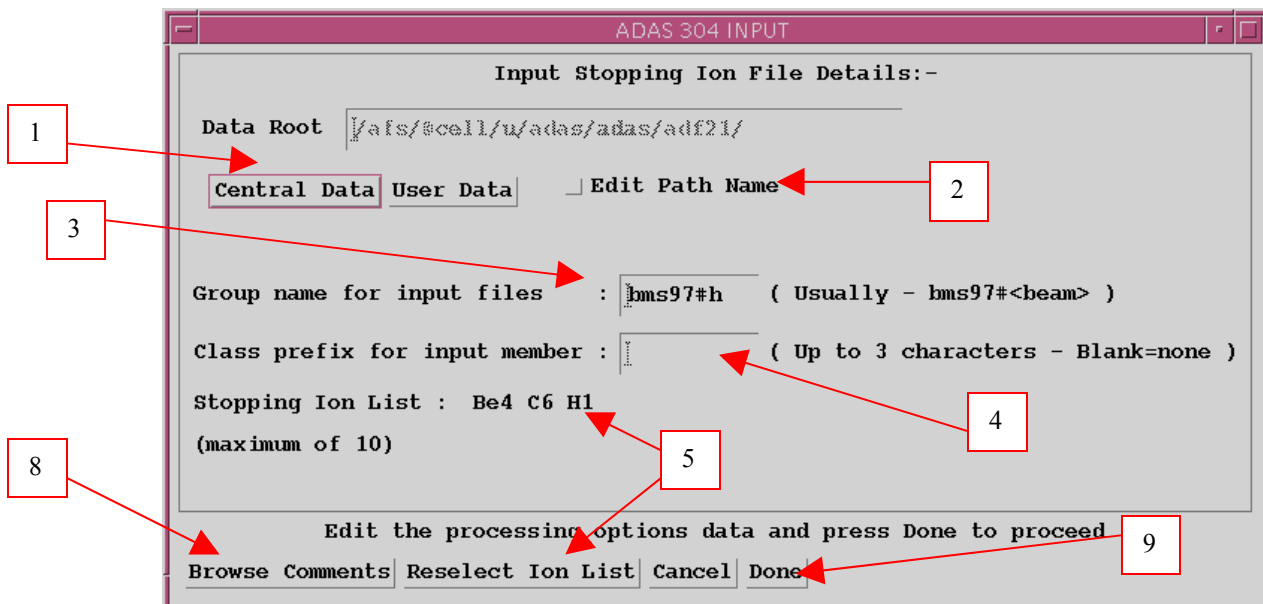 ADAS 304 INPUT
Input Stopping Ion File Details:-
1
Data Root /afs/@cell/u/adas/adas/adf21/
Central Data User Data Edit Path Name
2
3
Group name for input files : bms97#h ( Usually - bms97#<beam> )
Class prefix for input member : ( Up to 3 characters - Blank=none )
Stopping Ion List : Be4 C6 H1
4
(maximum of 10)
5
8
Edit the processing options data and press Done to proceed
9
Browse Comments Reselect Ion List Cancel Done